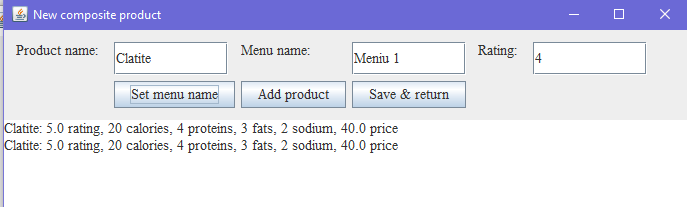 New composite product
Product name: Clatite Menu name: Meniu 1 Rating: 4
Set menu name Add product Save & return
Clatite: 5.0 rating, 20 calories, 4 proteins, 3 fats, 2 sodium, 40.0 price
Clatite: 5.0 rating, 20 calories, 4 proteins, 3 fats, 2 sodium, 40.0 price